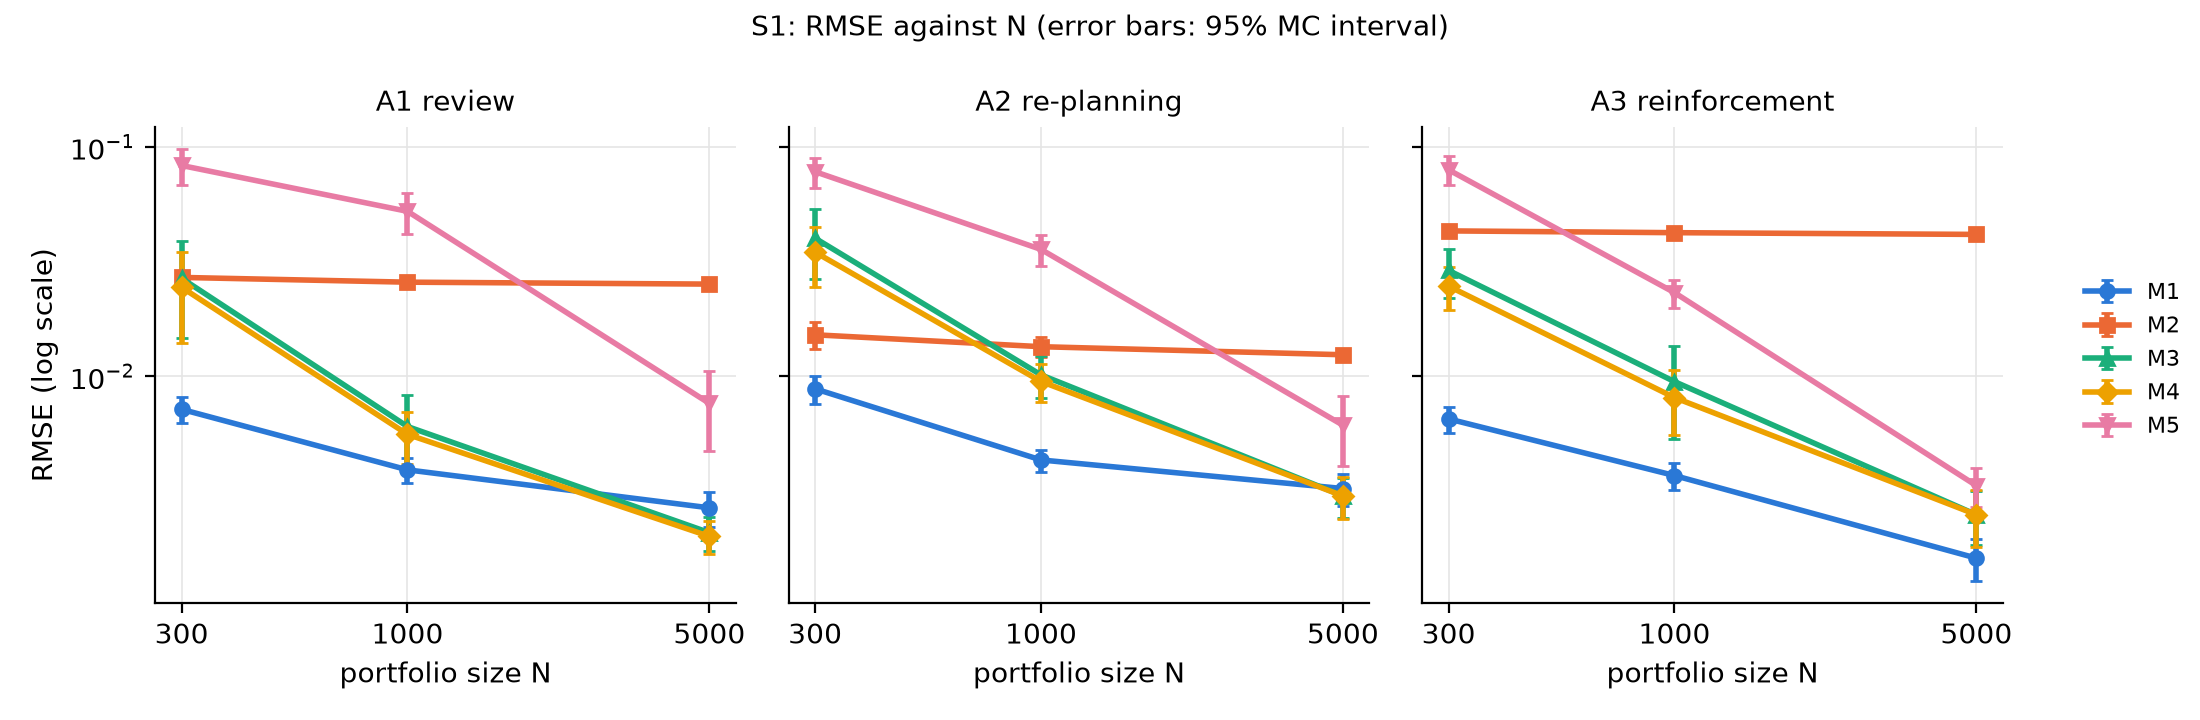 S1: RMSE against N (error bars: 95% MC interval)
A1 review
A2 re-planning
A3 reinforcement
RMSE (log scale)
10⁻¹
10⁻²
300 1000 5000
300 1000 5000
300 1000 5000
portfolio size N
portfolio size N
portfolio size N
M1
M2
M3
M4
M5